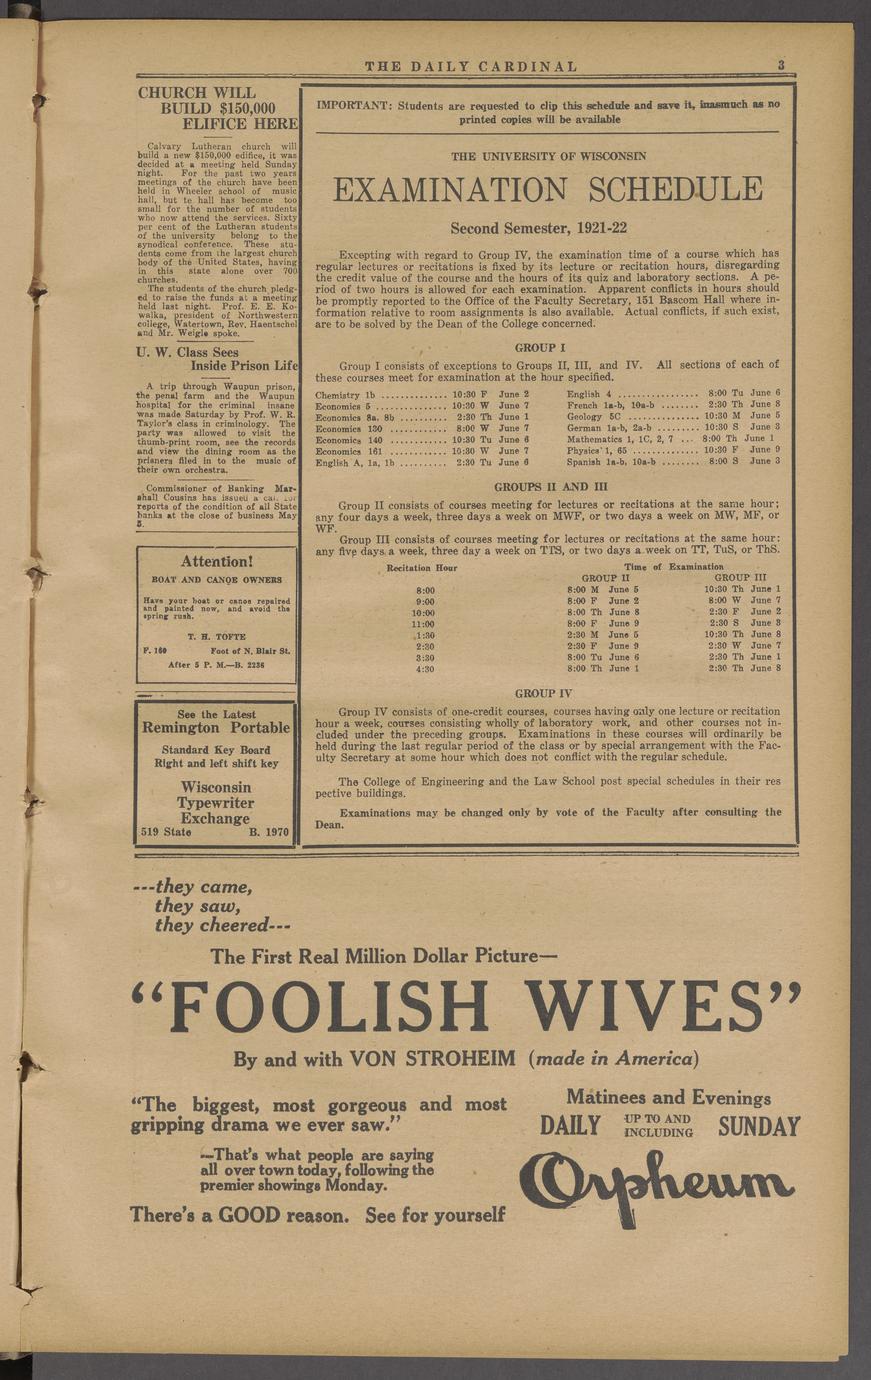 THE DAILY CARDINAL 3
CHURCH WILL
BUILD $150,000
ELIFICE HERE
Calvary Lutheran church will
build a new $150,000 edifice, it was
decided at a meeting held Sunday
night. For the past two years
meetings of the church have been
held in Wheeler school of music
hall, but te hall has become too
small for the number of students
who now attend the services. Sixty
per cent of the Lutheran students
of the university belong to the
synodical conference. These stu-
dents come from the largest church
body of the United States, having
in this state alone over 700
churches.
The students of the church pledg-
ed to raise the funds at a meeting
held last night. Prof. E. E. Ko-
walka, president of Northwestern
college, Watertown, Rev. Haentschel
and Mr. Weigle spoke.
U. W. Class Sees
Inside Prison Life
A trip through Waupun prison,
the penal farm and the Waupun
hospital for the criminal insane
was made Saturday by Prof. W. R.
Taylor's class in criminology. The
party was allowed to visit the
thumb-print room, see the records
and view the dining room as the
prisners filed in to the music of
their own orchestra.
Commissioner of Banking Mar-
shall Cousins has issued a
reports of the condition of all State
banks at the close of business May
5.
Attention!
BOAT AND CANOE OWNERS
Have your boat or canoe repaired
and painted now, and avoid the
spring rush.
T. H. TOFTE
F. 160 Foot of N. Blair St.
After 5 P. M.—B. 2236
See the Latest
Remington Portable
Standard Key Board
Right and left shift key
Wisconsin
Typewriter
Exchange
519 State B. 1970
IMPORTANT: Students are requested to clip this schedule and save it, inasmuch as no
printed copies will be available
THE UNIVERSITY OF WISCONSIN
EXAMINATION SCHEDULE
Second Semester, 1921-22
Excepting with regard to Group IV, the examination time of a course which has
regular lectures or recitations is fixed by its lecture or recitation hours, disregarding
the credit value of the course and the hours of its quiz and laboratory sections. A pe-
riod of two hours is allowed for each examination. Apparent conflicts in hours should
be promptly reported to the Office of the Faculty Secretary, 151 Bascom Hall where in-
formation relative to room assignments is also available. Actual conflicts, if such exist,
are to be solved by the Dean of the College concerned.
GROUP I
Group I consists of exceptions to Groups II, III, and IV. All sections of each of
these courses meet for examination at the hour specified.
Chemistry 1b .............. 10:30 F June 2
Economics 5 ............... 10:30 W June 7
Economics 8a, 8b .......... 2:30 Th June 1
Economics 130 ............ 8:00 W June 7
Economics 140 ............ 10:30 Tu June 6
Economics 161 ............ 10:30 W June 7
English A, 1a, 1b .......... 2:30 Tu June 6
English 4 ................. 8:00 Tu June 6
French 1a-b, 10a-b ........ 2:30 Th June 8
Geology 5C ............... 10:30 M June 5
German 1a-b, 2a-b ........ 10:30 S June 3
Mathematics 1, 1C, 2, 7 ... 8:00 Th June 1
Physics 1, 65 .............. 10:30 F June 9
Spanish 1a-b, 10a-b ........ 8:00 S June 3
GROUPS II AND III
Group II consists of courses meeting for lectures or recitations at the same hour;
any four days a week, three days a week on MWF, or two days a week on MW, MF, or
WF.
Group III consists of courses meeting for lectures or recitations at the same hour:
any five days a week, three day a week on TTS, or two days a week on TT, TuS, or ThS.
Recitation Hour Time of Examination
GROUP II GROUP III
8:00 8:00 M June 5 10:30 Th June 1
9:00 8:00 F June 2 8:00 W June 7
10:00 8:00 Th June 8 2:30 F June 2
11:00 8:00 F June 9 2:30 S June 3
1:30 2:30 M June 5 10:30 Th June 8
2:30 2:30 F June 9 2:30 W June 7
3:30 8:00 Tu June 6 2:30 Th June 1
4:30 8:00 Th June 1 2:30 Th June 8
GROUP IV
Group IV consists of one-credit courses, courses having only one lecture or recitation
hour a week, courses consisting wholly of laboratory work, and other courses not in-
cluded under the preceding groups. Examinations in these courses will ordinarily be
held during the last regular period of the class or by special arrangement with the Fac-
ulty Secretary at some hour which does not conflict with the regular schedule.
The College of Engineering and the Law School post special schedules in their res
pective buildings.
Examinations may be changed only by vote of the Faculty after consulting the
Dean.
---they came,
they saw,
they cheered---
The First Real Million Dollar Picture—
"FOOLISH WIVES"
By and with VON STROHEIM (made in America)
"The biggest, most gorgeous and most
gripping drama we ever saw."
—That's what people are saying
all over town today, following the
premier showings Monday.
There's a GOOD reason. See for yourself
Matinees and Evenings
DAILY UP TO AND INCLUDING SUNDAY
Orpheum